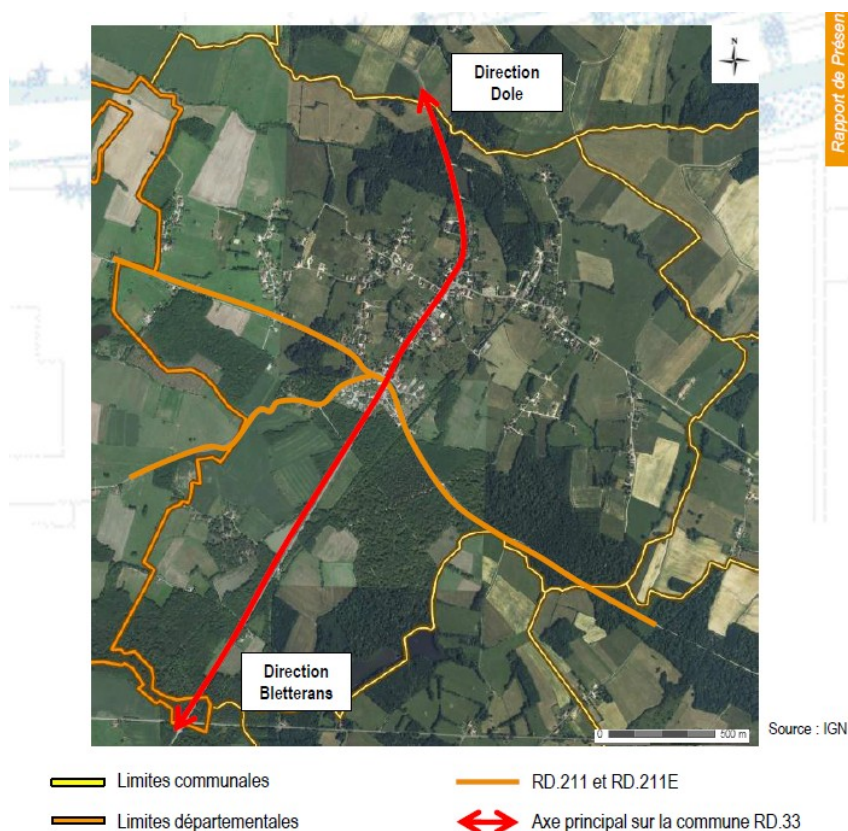 Rapport de Présen
N
Direction
Dole
Direction
Bletterans
0 500 m
Source : IGN
Limites communales
RD.211 et RD.211E
Limites départementales
Axe principal sur la commune RD.33